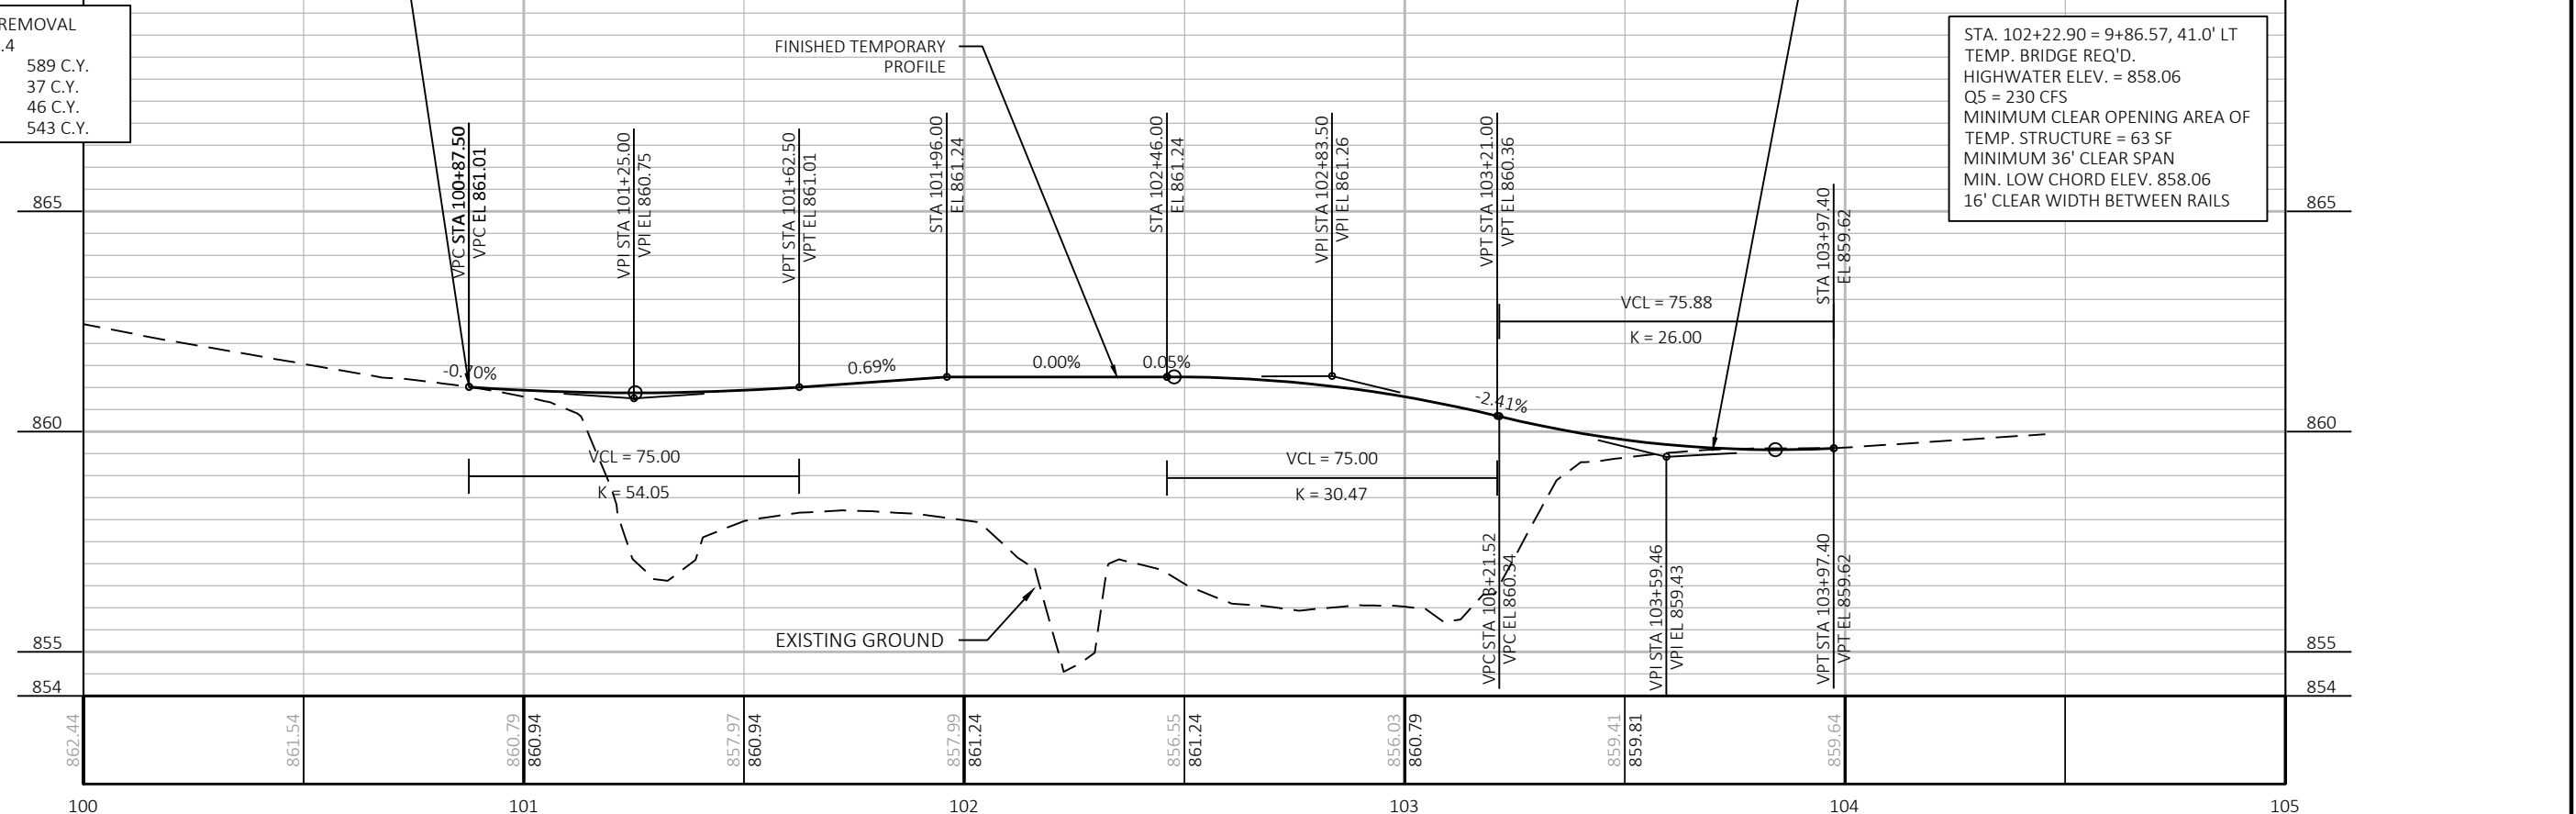 REMOVAL
.4
589 C.Y.
37 C.Y.
46 C.Y.
543 C.Y.
FINISHED TEMPORARY
PROFILE
STA. 102+22.90 = 9+86.57, 41.0' LT
TEMP. BRIDGE REQ'D.
HIGHWATER ELEV. = 858.06
Q5 = 230 CFS
MINIMUM CLEAR OPENING AREA OF
TEMP. STRUCTURE = 63 SF
MINIMUM 36' CLEAR SPAN
MIN. LOW CHORD ELEV. 858.06
16' CLEAR WIDTH BETWEEN RAILS
VPC STA 100+87.50
VPC EL 861.01
VPI STA 101+25.00
VPI EL 860.75
VPT STA 101+62.50
VPT EL 861.01
STA 101+96.00
EL 861.24
STA 102+46.00
EL 861.24
VPI STA 102+83.50
VPI EL 861.26
VPT STA 103+21.00
VPT EL 860.36
STA 103+97.40
EL 859.62
865
865
VCL = 75.88
K = 26.00
-0.70%
0.69%
0.00%
0.05%
-2.41%
860
860
VCL = 75.00
K = 54.05
VCL = 75.00
K = 30.47
EXISTING GROUND
VPC STA 103+21.52
VPC EL 860.34
VPI STA 103+59.46
VPI EL 859.43
VPT STA 103+97.40
VPT EL 859.62
855
855
854
854
862.44
861.54
860.79
860.94
857.97
860.94
857.99
861.24
856.55
861.24
856.03
860.79
859.41
859.81
859.64
100
101
102
103
104
105